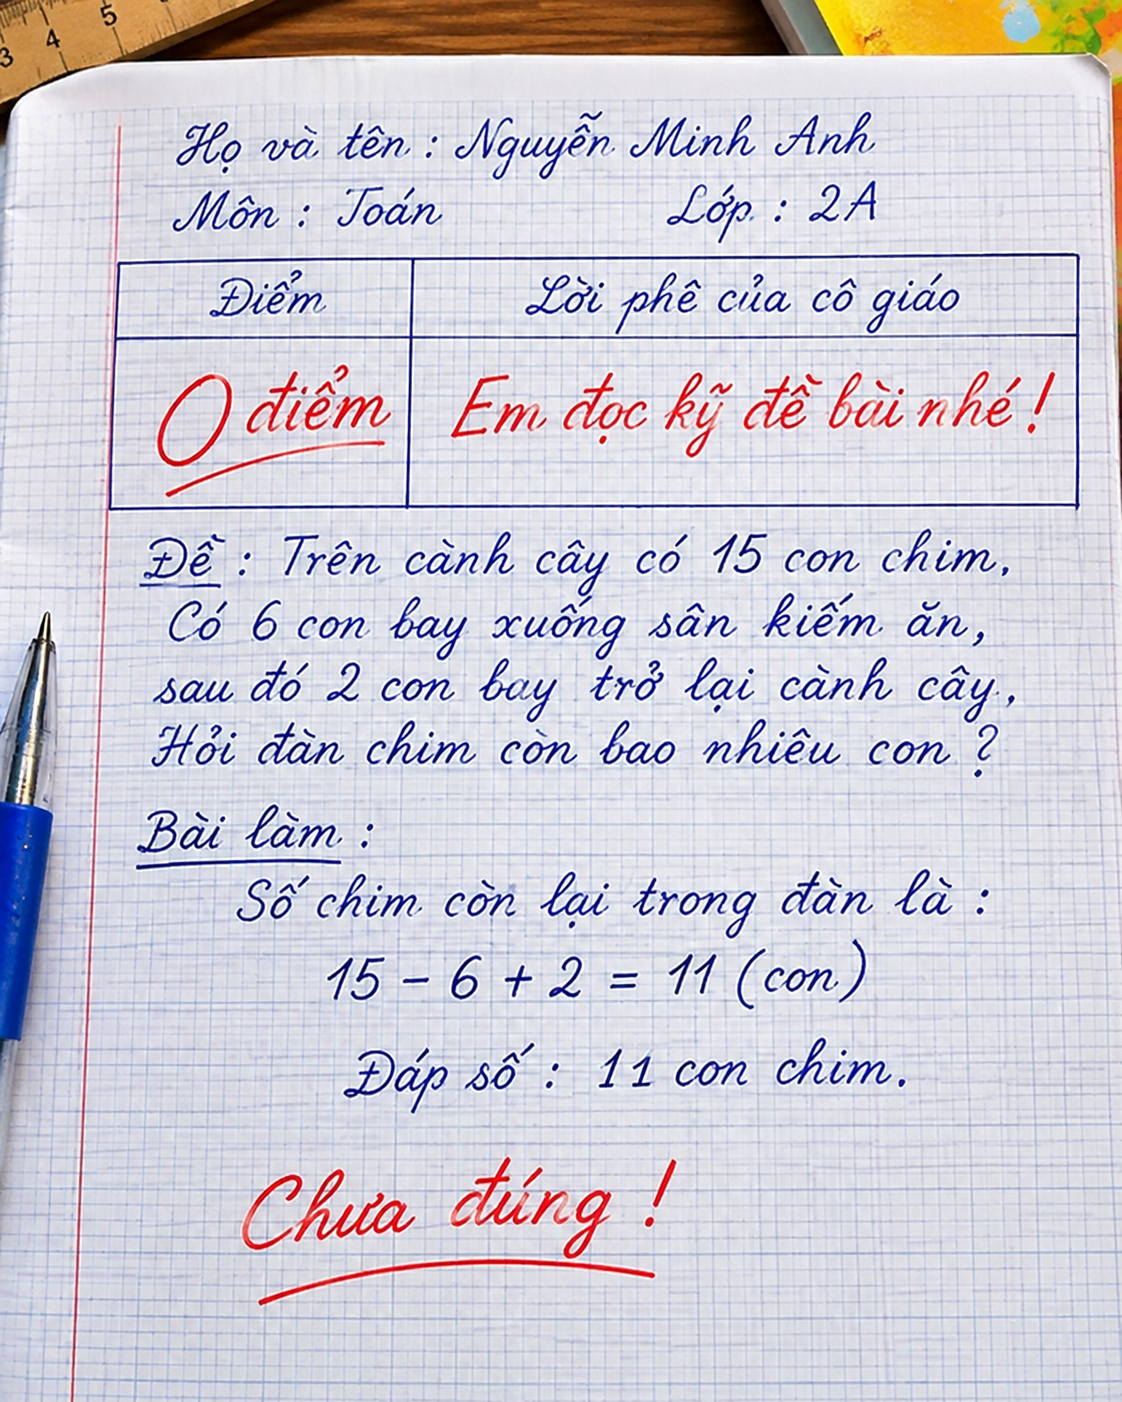 3 4 5
Họ và tên : Nguyễn Minh Anh
Môn : Toán Lớp : 2A
Điểm Lời phê của cô giáo
0 điểm Em đọc kỹ đề bài nhé !
Đề : Trên cành cây có 15 con chim.
Có 6 con bay xuống sân kiếm ăn,
sau đó 2 con bay trở lại cành cây.
Hỏi đàn chim còn bao nhiêu con ?
Bài làm :
Số chim còn lại trong đàn là :
15 - 6 + 2 = 11 (con)
Đáp số : 11 con chim.
Chưa đúng !